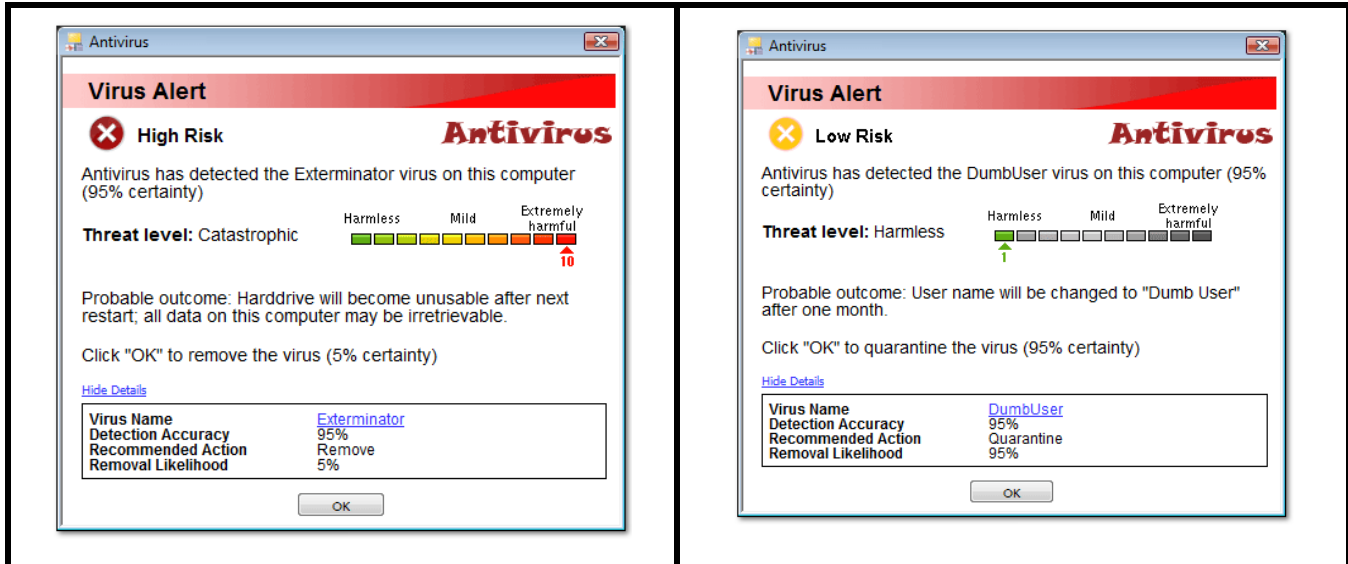 Antivirus
Virus Alert
High Risk
Antivirus
Antivirus has detected the Exterminator virus on this computer
(95% certainty)
Harmless Mild Extremely
harmful
Threat level: Catastrophic
10
Probable outcome: Harddrive will become unusable after next
restart; all data on this computer may be irretrievable.
Click "OK" to remove the virus (5% certainty)
Hide Details
Virus Name Exterminator
Detection Accuracy 95%
Recommended Action Remove
Removal Likelihood 5%
OK
Antivirus
Virus Alert
Low Risk
Antivirus
Antivirus has detected the DumbUser virus on this computer (95%
certainty)
Harmless Mild Extremely
harmful
Threat level: Harmless
1
Probable outcome: User name will be changed to "Dumb User"
after one month.
Click "OK" to quarantine the virus (95% certainty)
Hide Details
Virus Name DumbUser
Detection Accuracy 95%
Recommended Action Quarantine
Removal Likelihood 95%
OK